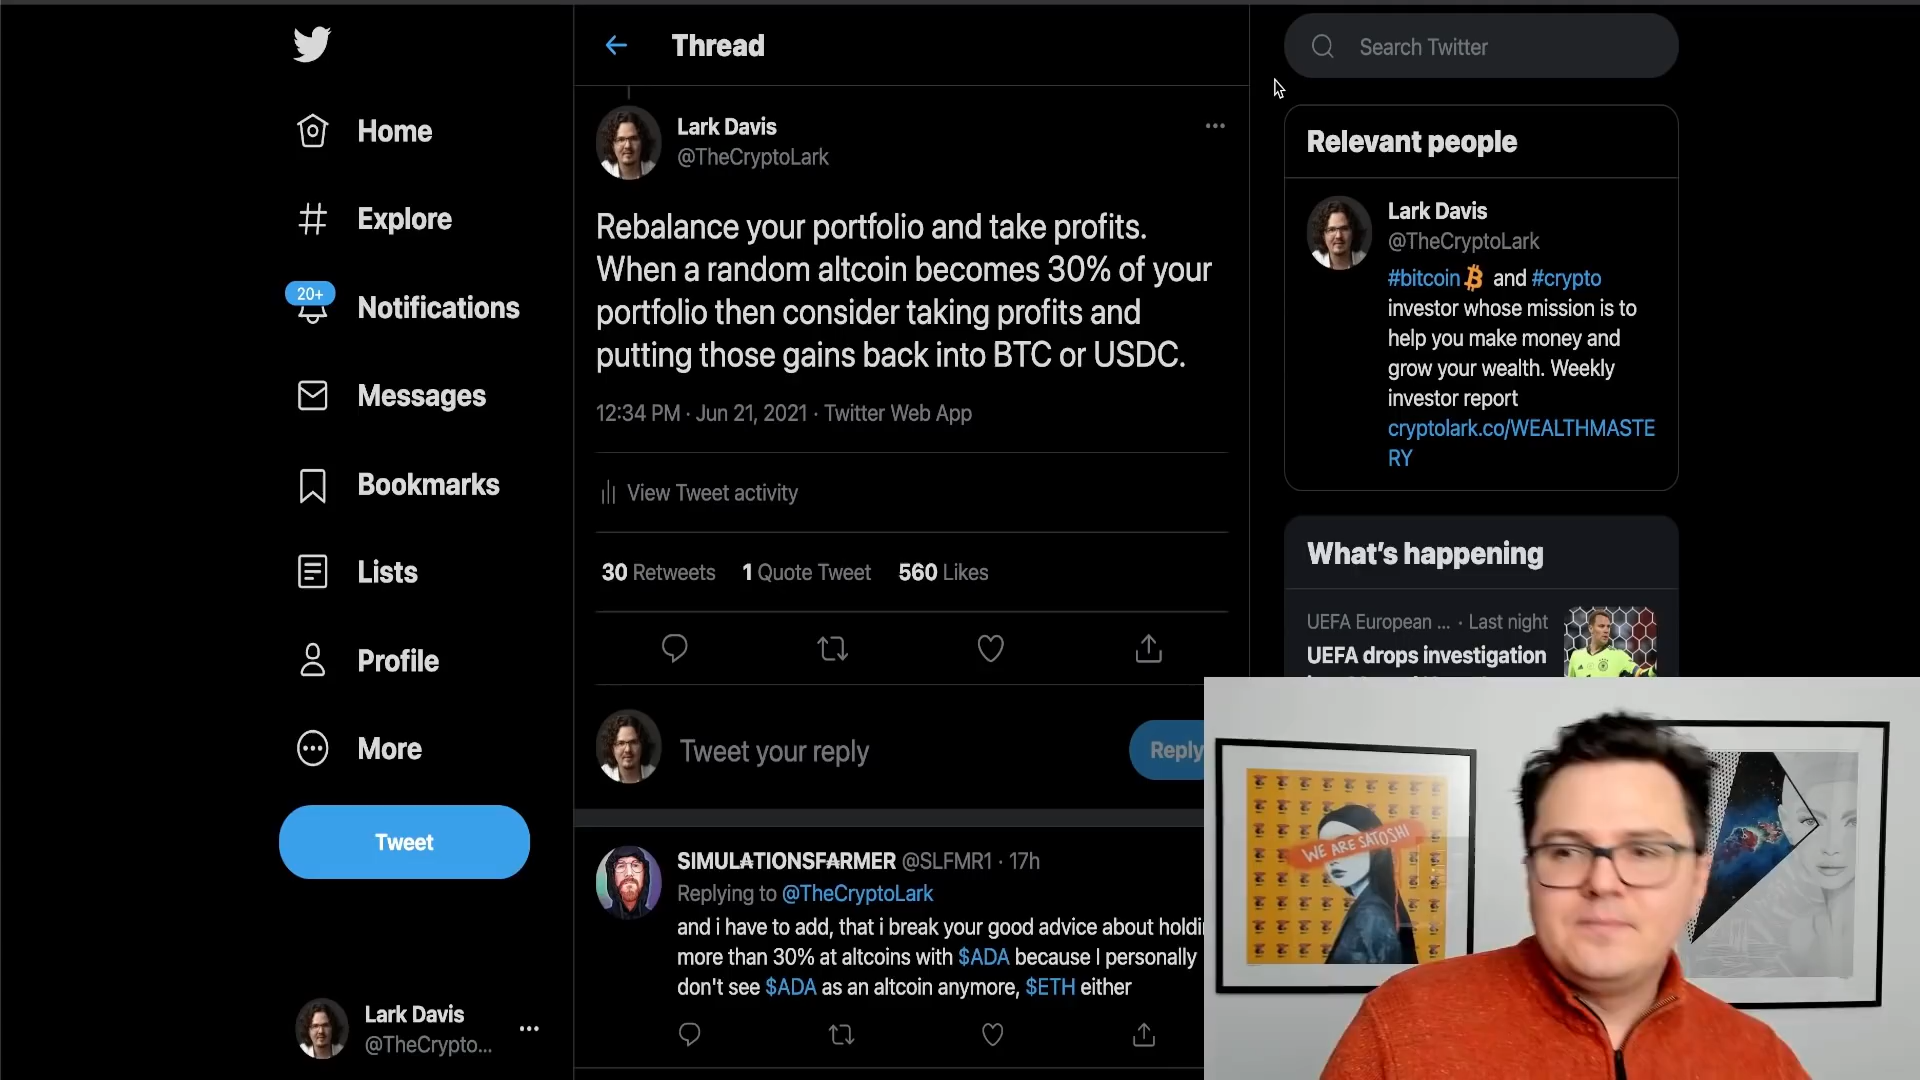 Thread
Search Twitter
Home
Explore
20+
Notifications
Messages
Bookmarks
Lists
Profile
More
Tweet
Lark Davis
@TheCrypto...
Lark Davis
@TheCryptoLark
Rebalance your portfolio and take profits.
When a random altcoin becomes 30% of your
portfolio then consider taking profits and
putting those gains back into BTC or USDC.
12:34 PM · Jun 21, 2021 · Twitter Web App
View Tweet activity
30 Retweets 1 Quote Tweet 560 Likes
Tweet your reply
Reply
SIMULATIONSFARMER @SLFMR1 · 17h
Replying to @TheCryptoLark
and i have to add, that i break your good advice about holdi
more than 30% at altcoins with $ADA because I personally
don't see $ADA as an altcoin anymore, $ETH either
Relevant people
Lark Davis
@TheCryptoLark
#bitcoin and #crypto
investor whose mission is to
help you make money and
grow your wealth. Weekly
investor report
cryptolark.co/WEALTHMASTE
RY
What's happening
UEFA European ... · Last night
UEFA drops investigation
WE ARE SATOSHI